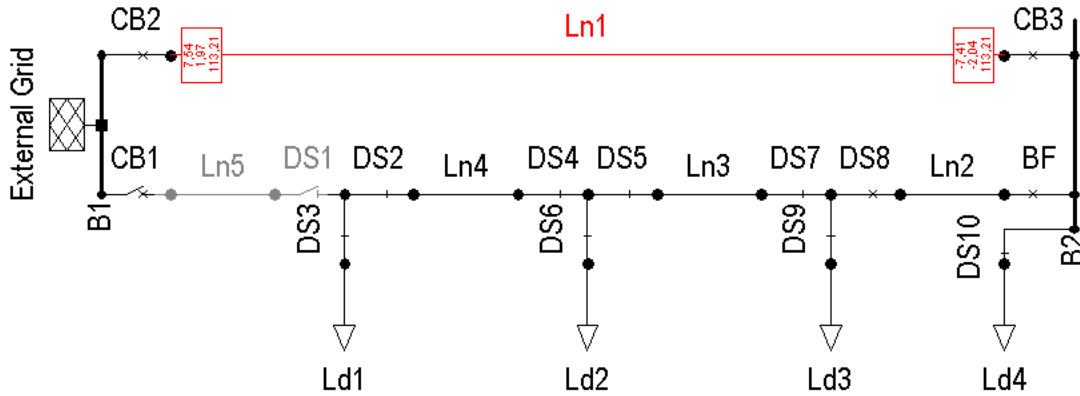 CB2
Ln1
CB3
7,54
1,97
113,21
-7,41
-2,04
113,21
External Grid
CB1
Ln5
DS1
DS2
Ln4
DS4
DS5
Ln3
DS7
DS8
Ln2
BF
B1
DS3
DS6
DS9
DS10
B2
Ld1
Ld2
Ld3
Ld4